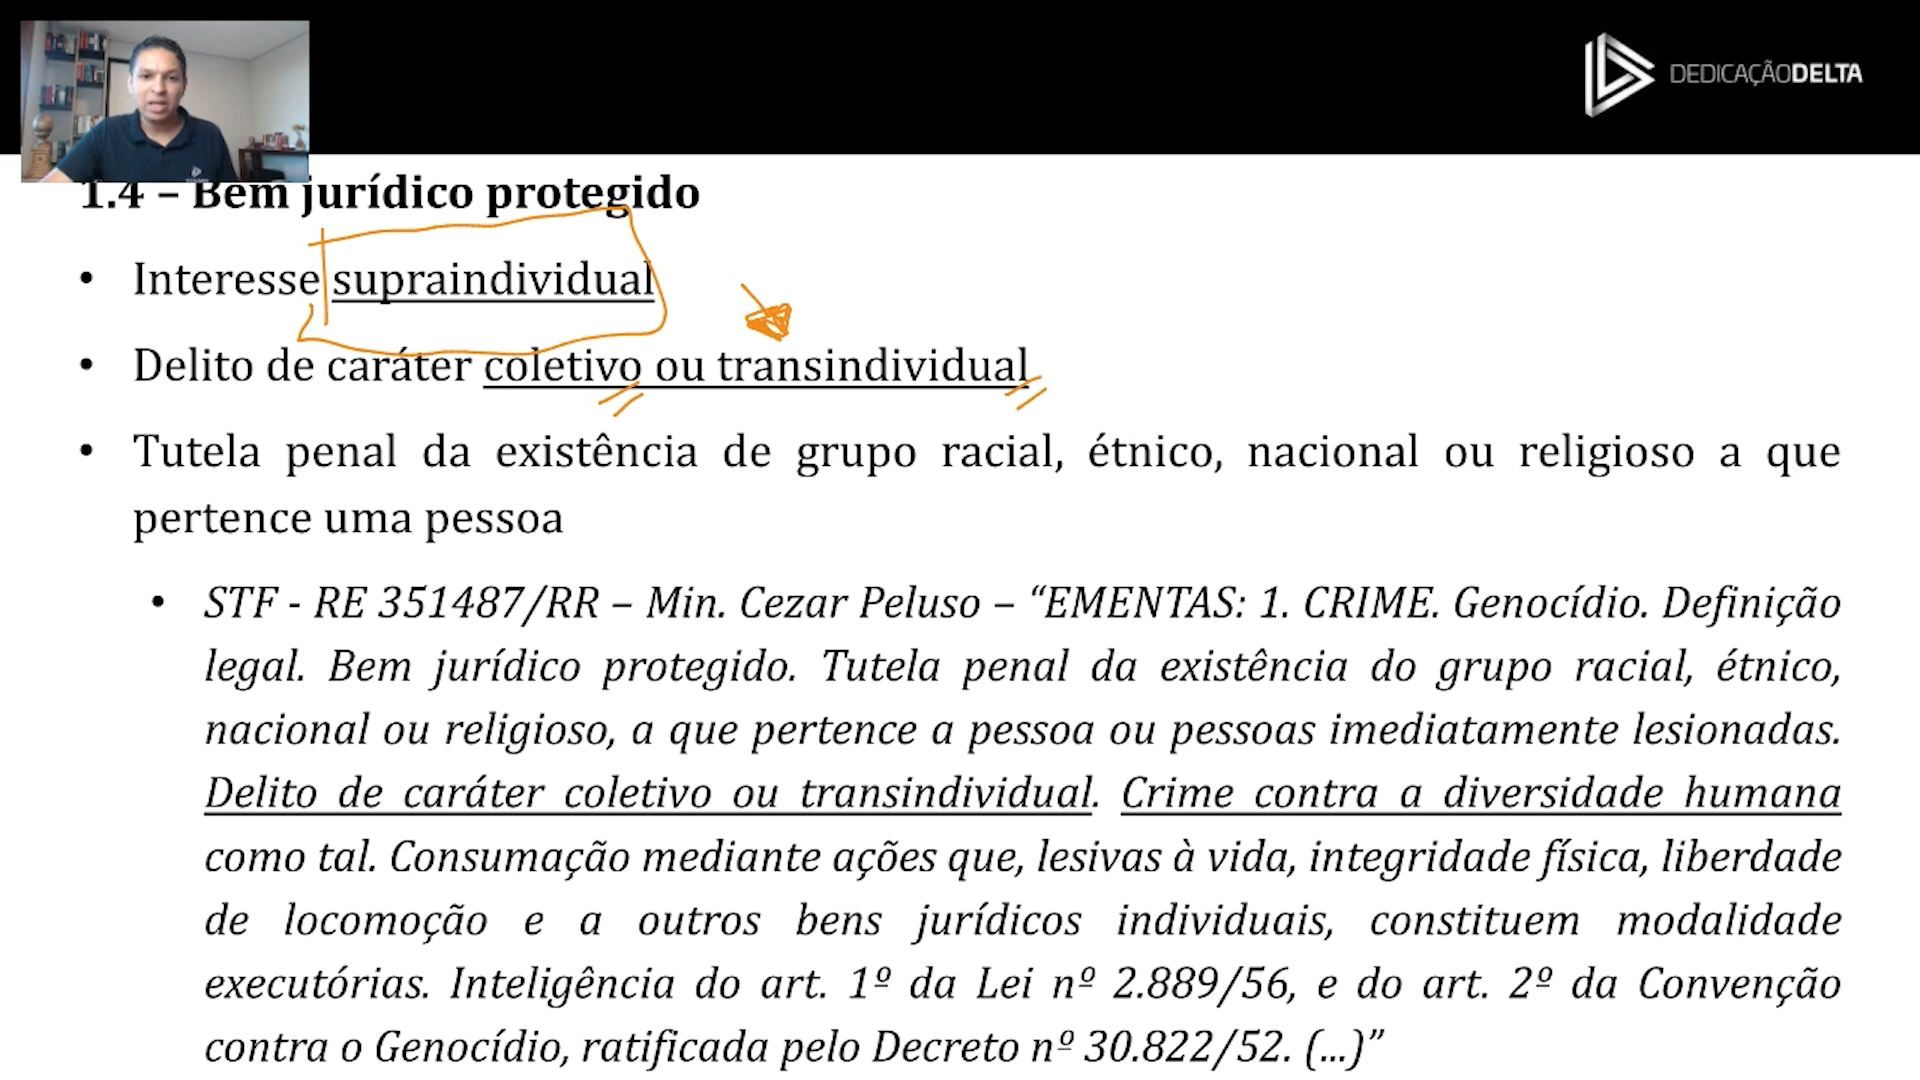 DEDICAÇÃODELTA
1.4 – Bem jurídico protegido
• Interesse supraindividual
• Delito de caráter coletivo ou transindividual
• Tutela penal da existência de grupo racial, étnico, nacional ou religioso a que
pertence uma pessoa
• STF - RE 351487/RR – Min. Cezar Peluso – “EMENTAS: 1. CRIME. Genocídio. Definição
legal. Bem jurídico protegido. Tutela penal da existência do grupo racial, étnico,
nacional ou religioso, a que pertence a pessoa ou pessoas imediatamente lesionadas.
Delito de caráter coletivo ou transindividual. Crime contra a diversidade humana
como tal. Consumação mediante ações que, lesivas à vida, integridade física, liberdade
de locomoção e a outros bens jurídicos individuais, constituem modalidade
executórias. Inteligência do art. 1º da Lei nº 2.889/56, e do art. 2º da Convenção
contra o Genocídio, ratificada pelo Decreto nº 30.822/52. (...)”